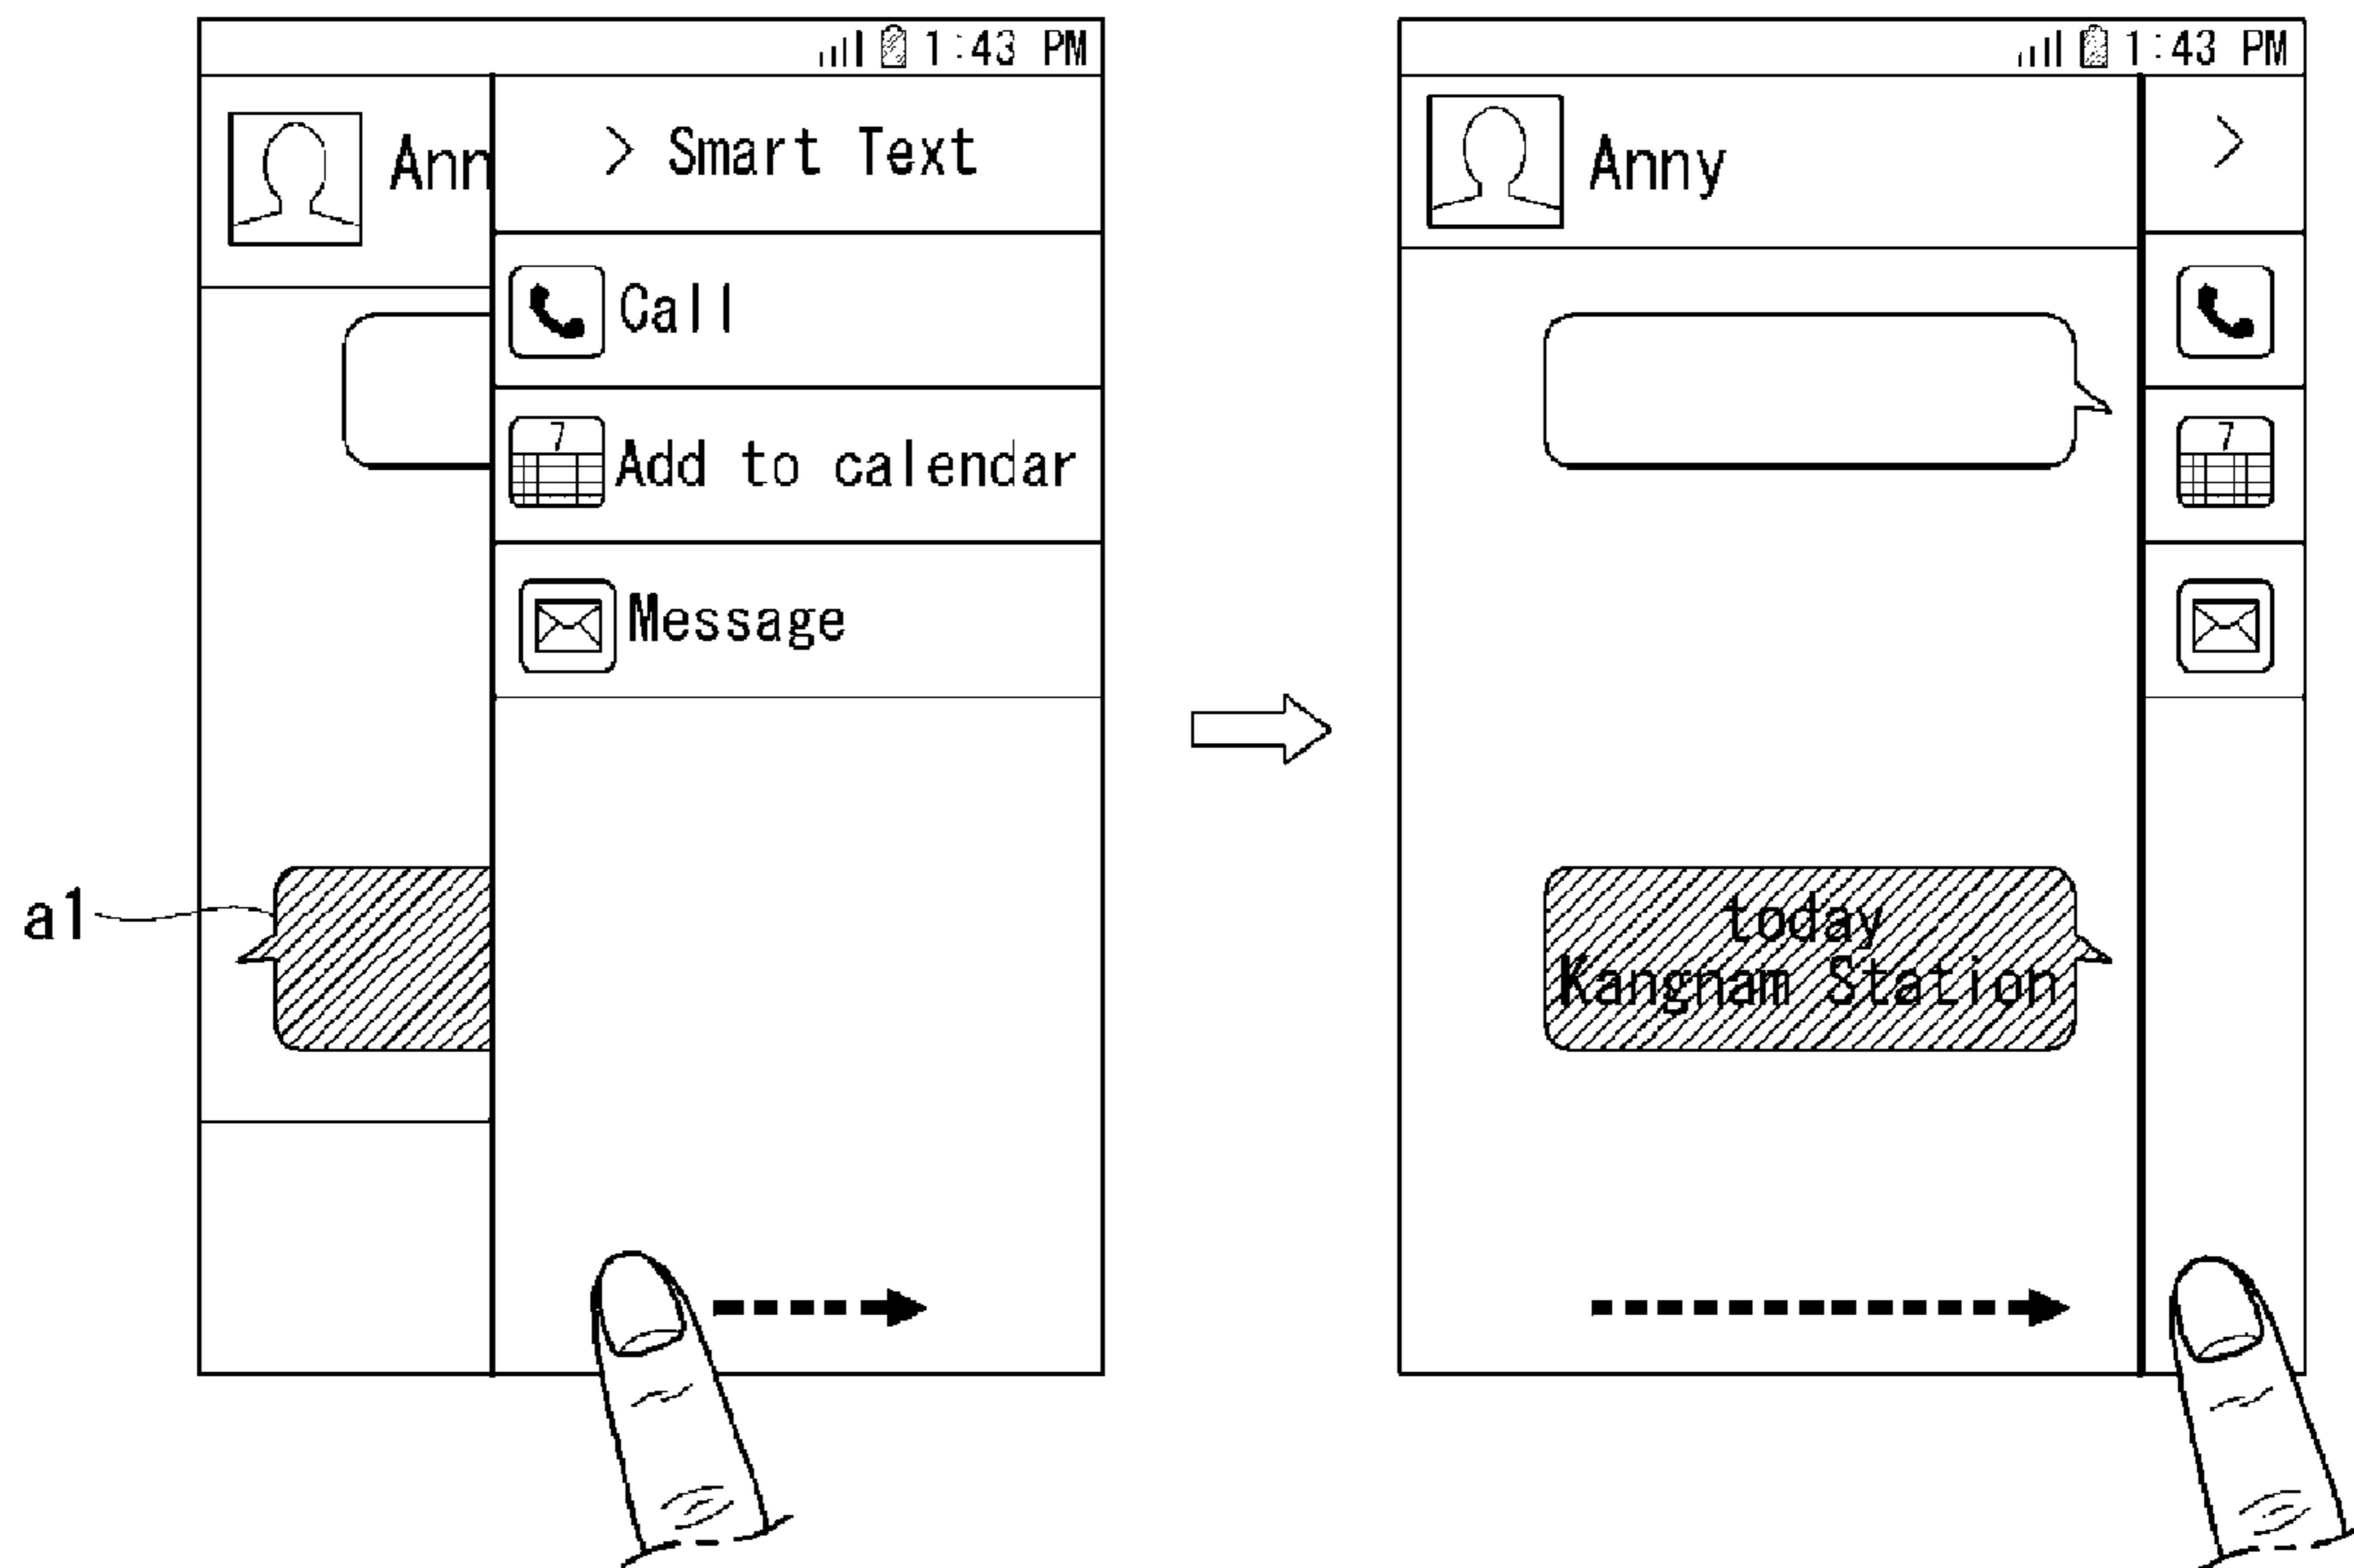 1:43 PM
Ann
> Smart Text
Call
7
Add to calendar
Message
a1
1:43 PM
Anny
>
7
today
Kangnam Station